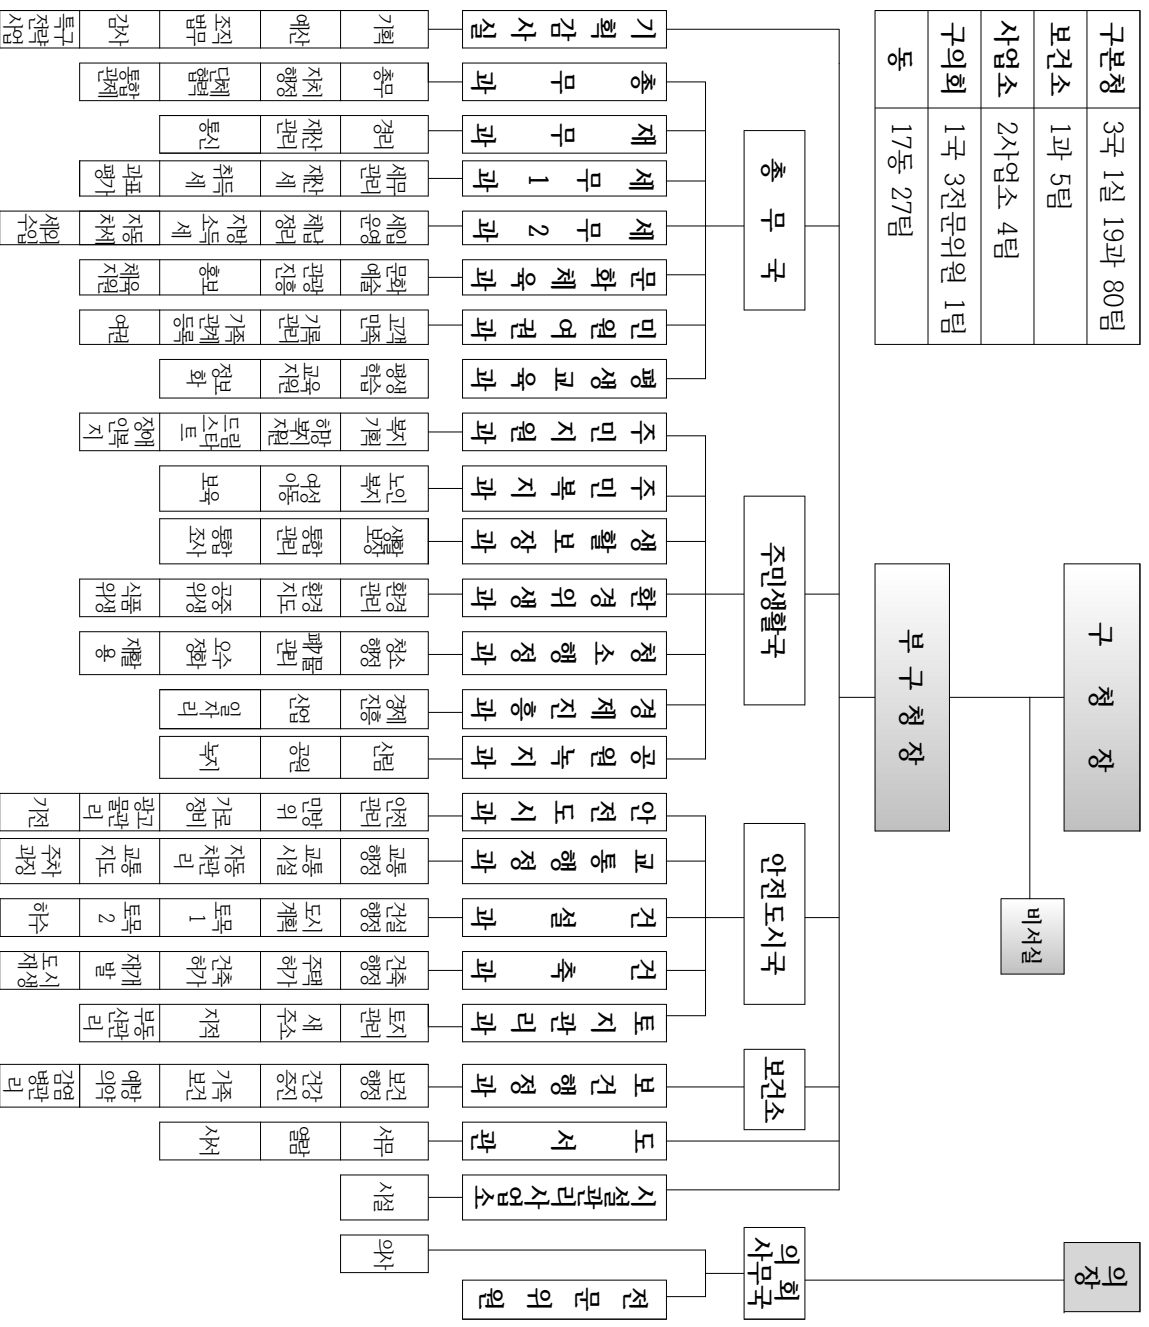 구본청 3국 1실 19과 80팀
보건소 1과 5팀
사업소 2사업소 4팀
구의회 1국 3전문위원 1팀
동 17동 27팀
구 청 장
비서실
부 구 청 장
의장
총 무 국
주민생활국
안전도시국
보건소
의회
사무국
기획감사실
기획
예산
조직
법무
감사
특구
전략
사업
총무과
총무
자치
행정
단체
협력
통합
관제
재무과
경리
재산
관리
통신
세무1과
세무
관리
재산
세
취득
세
과표
평가
세무2과
세입
운영
체납
정리
지방
소득
세
자동
차세
세외
수입
문화체육과
문화
예술
관광
진흥
홍보
체육
지원
민원여권과
고객
만족
기록
관리
가족
관계
등록
여권
평생교육과
평생
학습
교육
지원
정보
화
주민지원과
복지
기획
희망
복지
지원
드림
스타
트
장애
인복
지
주민복지과
노인
복지
여성
아동
보육
생활보장과
생활
보장
통합
관리
통합
조사
환경위생과
환경
관리
환경
지도
공중
위생
식품
위생
청소행정과
청소
행정
폐기물
관리
오수
정화
재활
용
경제진흥과
경제
진흥
산업
일자
리
공원녹지과
산림
공원
녹지
안전도시과
안전
관리
민방
위
가로
정비
광고
물관
리
기전
교통행정과
교통
행정
교통
시설
자동
차관
리
교통
지도
주차
과징
건설과
건설
행정
도시
계획
토목
1
토목
2
하수
건축과
건축
행정
주택
허가
건축
허가
재개
발
도시
재생
토지관리과
토지
관리
새
주소
지적
부동
산관
리
보건행정과
보건
행정
건강
증진
가족
보건
예방
의약
감염
병관
리
도서관
서무
열람
사서
시설관리사업소
시설
의사
전문위원